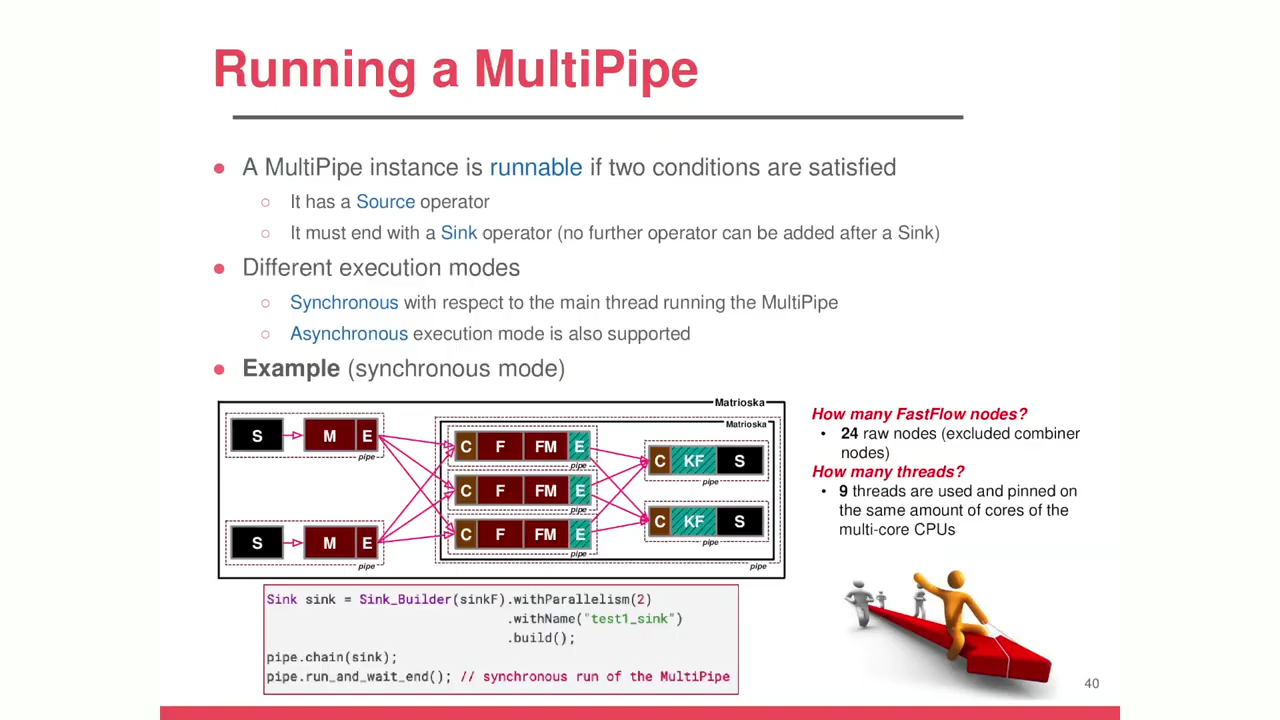 Running a MultiPipe
● A MultiPipe instance is runnable if two conditions are satisfied
○ It has a Source operator
○ It must end with a Sink operator (no further operator can be added after a Sink)
● Different execution modes
○ Synchronous with respect to the main thread running the MultiPipe
○ Asynchronous execution mode is also supported
● Example (synchronous mode)
Matrioska
S M E
pipe
S M E
pipe
Matrioska
C F FM E
pipe
C F FM E
pipe
C F FM E
pipe
C KF S
pipe
C KF S
pipe
pipe
How many FastFlow nodes?
• 24 raw nodes (excluded combiner
nodes)
How many threads?
• 9 threads are used and pinned on
the same amount of cores of the
multi-core CPUs
Sink sink = Sink_Builder(sinkF).withParallelism(2)
.withName("test1_sink")
.build();
pipe.chain(sink);
pipe.run_and_wait_end(); // synchronous run of the MultiPipe
40